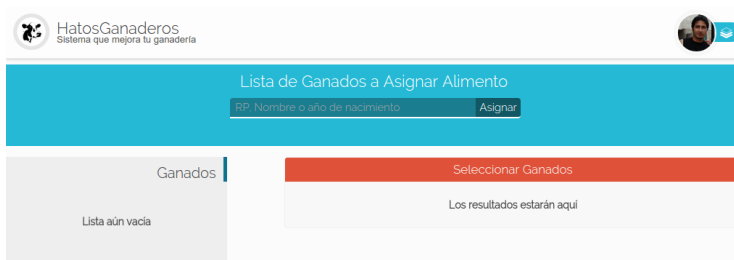 HatosGanaderos
Sistema que mejora tu ganadería
Lista de Ganados a Asignar Alimento
RP, Nombre o año de nacimiento
Asignar
Ganados
Seleccionar Ganados
Lista aún vacía
Los resultados estarán aquí